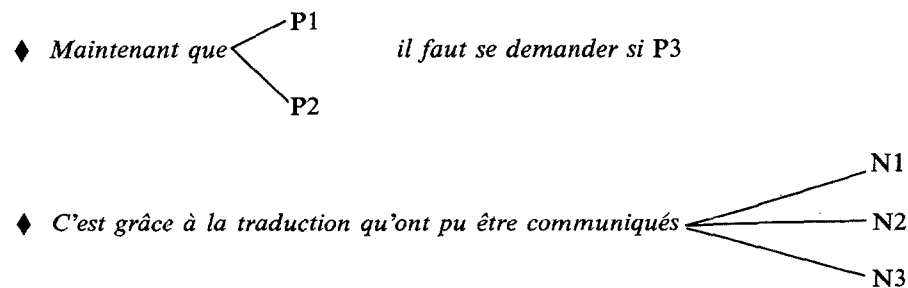 P1
♦ Maintenant que il faut se demander si P3
P2
N1
♦ C'est grâce à la traduction qu'ont pu être communiqués N2
N3